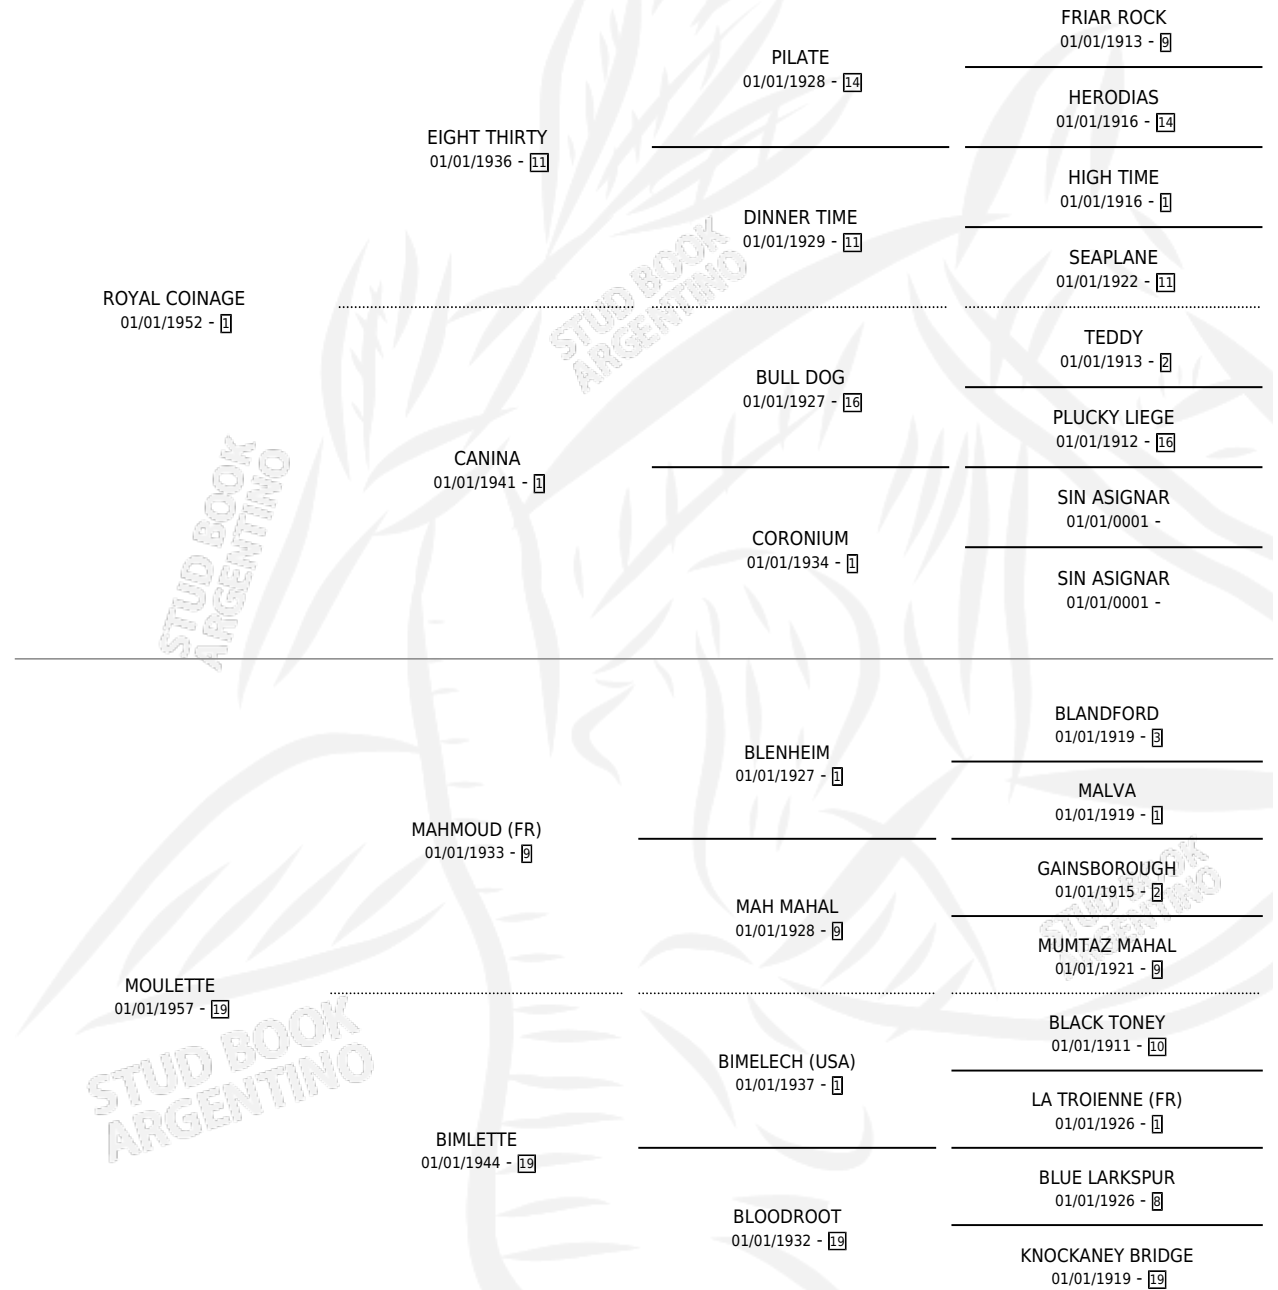 FRIAR ROCK
01/01/1913 - 9
PILATE
01/01/1928 - 14
HERODIAS
01/01/1916 - 14
EIGHT THIRTY
01/01/1936 - 11
HIGH TIME
01/01/1916 - 1
DINNER TIME
01/01/1929 - 11
SEAPLANE
01/01/1922 - 11
ROYAL COINAGE
01/01/1952 - 1
TEDDY
01/01/1913 - 2
BULL DOG
01/01/1927 - 16
PLUCKY LIEGE
01/01/1912 - 16
CANINA
01/01/1941 - 1
SIN ASIGNAR
01/01/0001 -
CORONIUM
01/01/1934 - 1
SIN ASIGNAR
01/01/0001 -
BLANDFORD
01/01/1919 - 3
BLENHEIM
01/01/1927 - 1
MALVA
01/01/1919 - 1
MAHMOUD (FR)
01/01/1933 - 9
GAINSBOROUGH
01/01/1915 - 2
MAH MAHAL
01/01/1928 - 9
MUMTAZ MAHAL
01/01/1921 - 9
MOULETTE
01/01/1957 - 19
BLACK TONEY
01/01/1911 - 10
BIMELECH (USA)
01/01/1937 - 1
LA TROIENNE (FR)
01/01/1926 - 1
BIMLETTE
01/01/1944 - 19
BLUE LARKSPUR
01/01/1926 - 8
BLOODROOT
01/01/1932 - 19
KNOCKANEY BRIDGE
01/01/1919 - 19
STUD BOOK
ARGENTINO
STUD BOOK
ARGENTINO
STUD BOOK
ARGENTINO
STUD BOOK
ARGENTINO